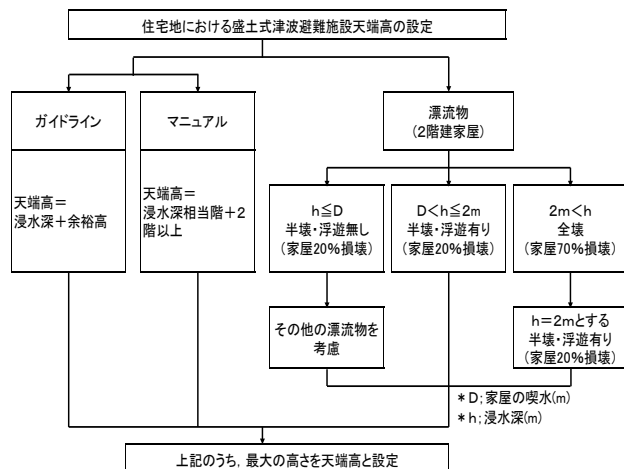 住宅地における盛土式津波避難施設天端高の設定
ガイドライン
天端高＝
浸水深＋余裕高
マニュアル
天端高＝
浸水深相当階＋２
階以上
漂流物
(２階建家屋)
h≦D
半壊・浮遊無し
(家屋20%損壊)
D＜h≦2m
半壊・浮遊有り
(家屋20%損壊)
2m＜h
全壊
(家屋70%損壊)
その他の漂流物を
考慮
h＝2mとする
半壊・浮遊有り
(家屋20%損壊)
＊D；家屋の喫水(m)
＊h；浸水深(m)
上記のうち，最大の高さを天端高と設定